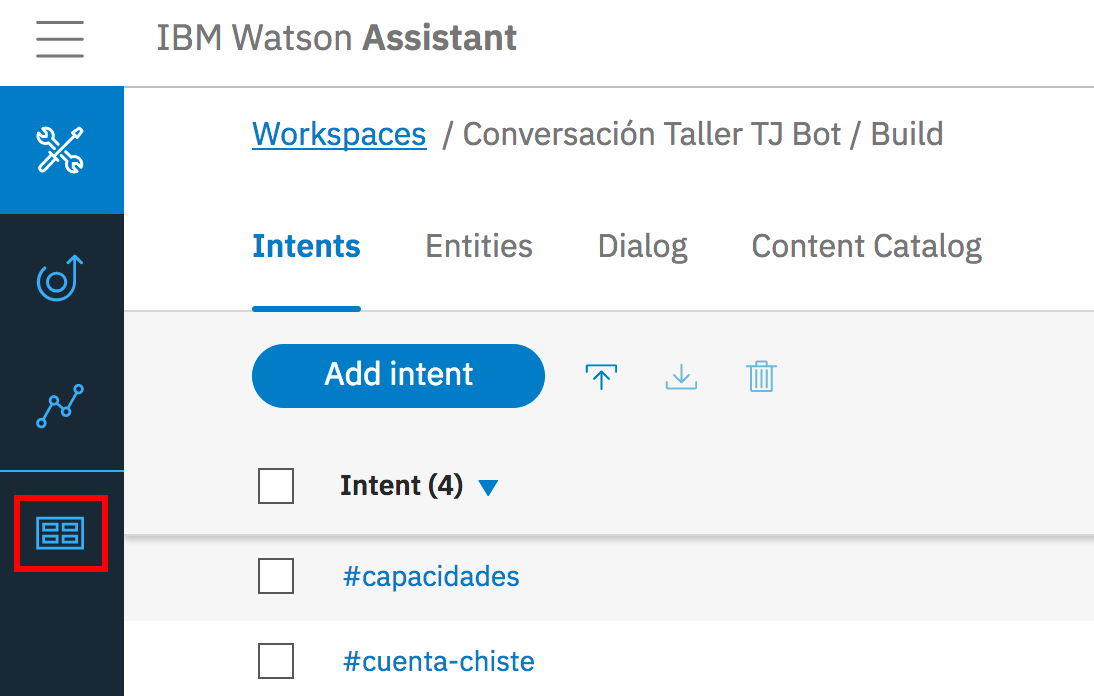 IBM Watson Assistant
Workspaces / Conversación Taller TJ Bot / Build
Intents Entities Dialog Content Catalog
Add intent
Intent (4)
#capacidades
#cuenta-chiste